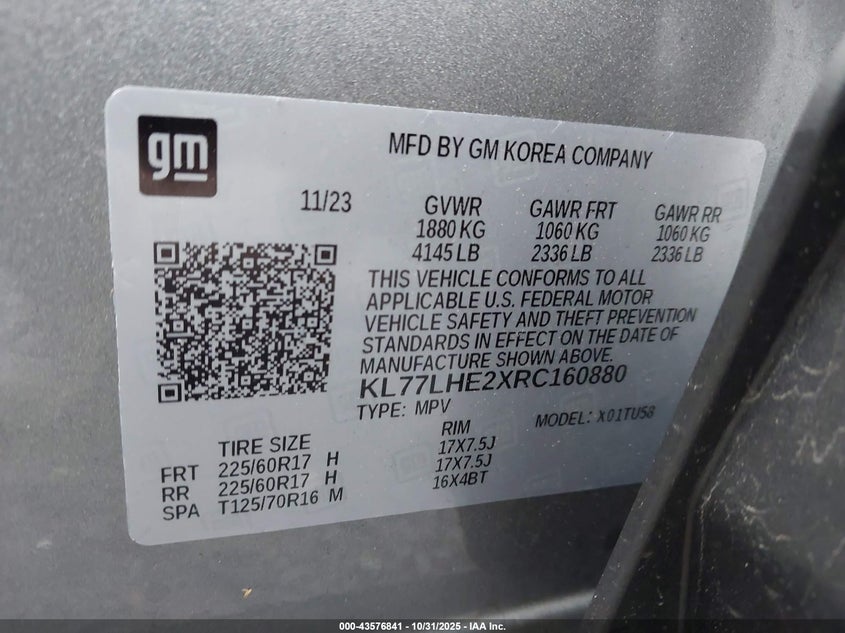 gm
MFD BY GM KOREA COMPANY
11/23 GVWR GAWR FRT GAWR RR
1880 KG 1060 KG 1060 KG
4145 LB 2336 LB 2336 LB
THIS VEHICLE CONFORMS TO ALL
APPLICABLE U.S. FEDERAL MOTOR
VEHICLE SAFETY AND THEFT PREVENTION
STANDARDS IN EFFECT ON THE DATE OF
MANUFACTURE SHOWN ABOVE.
KL77LHE2XRC160880
TYPE: MPV MODEL: X01TU58
TIRE SIZE RIM
FRT 225/60R17 H 17X7.5J
RR 225/60R17 H 17X7.5J
SPA T125/70R16 M 16X4BT
000-43576841 - 10/31/2025 - IAA Inc.